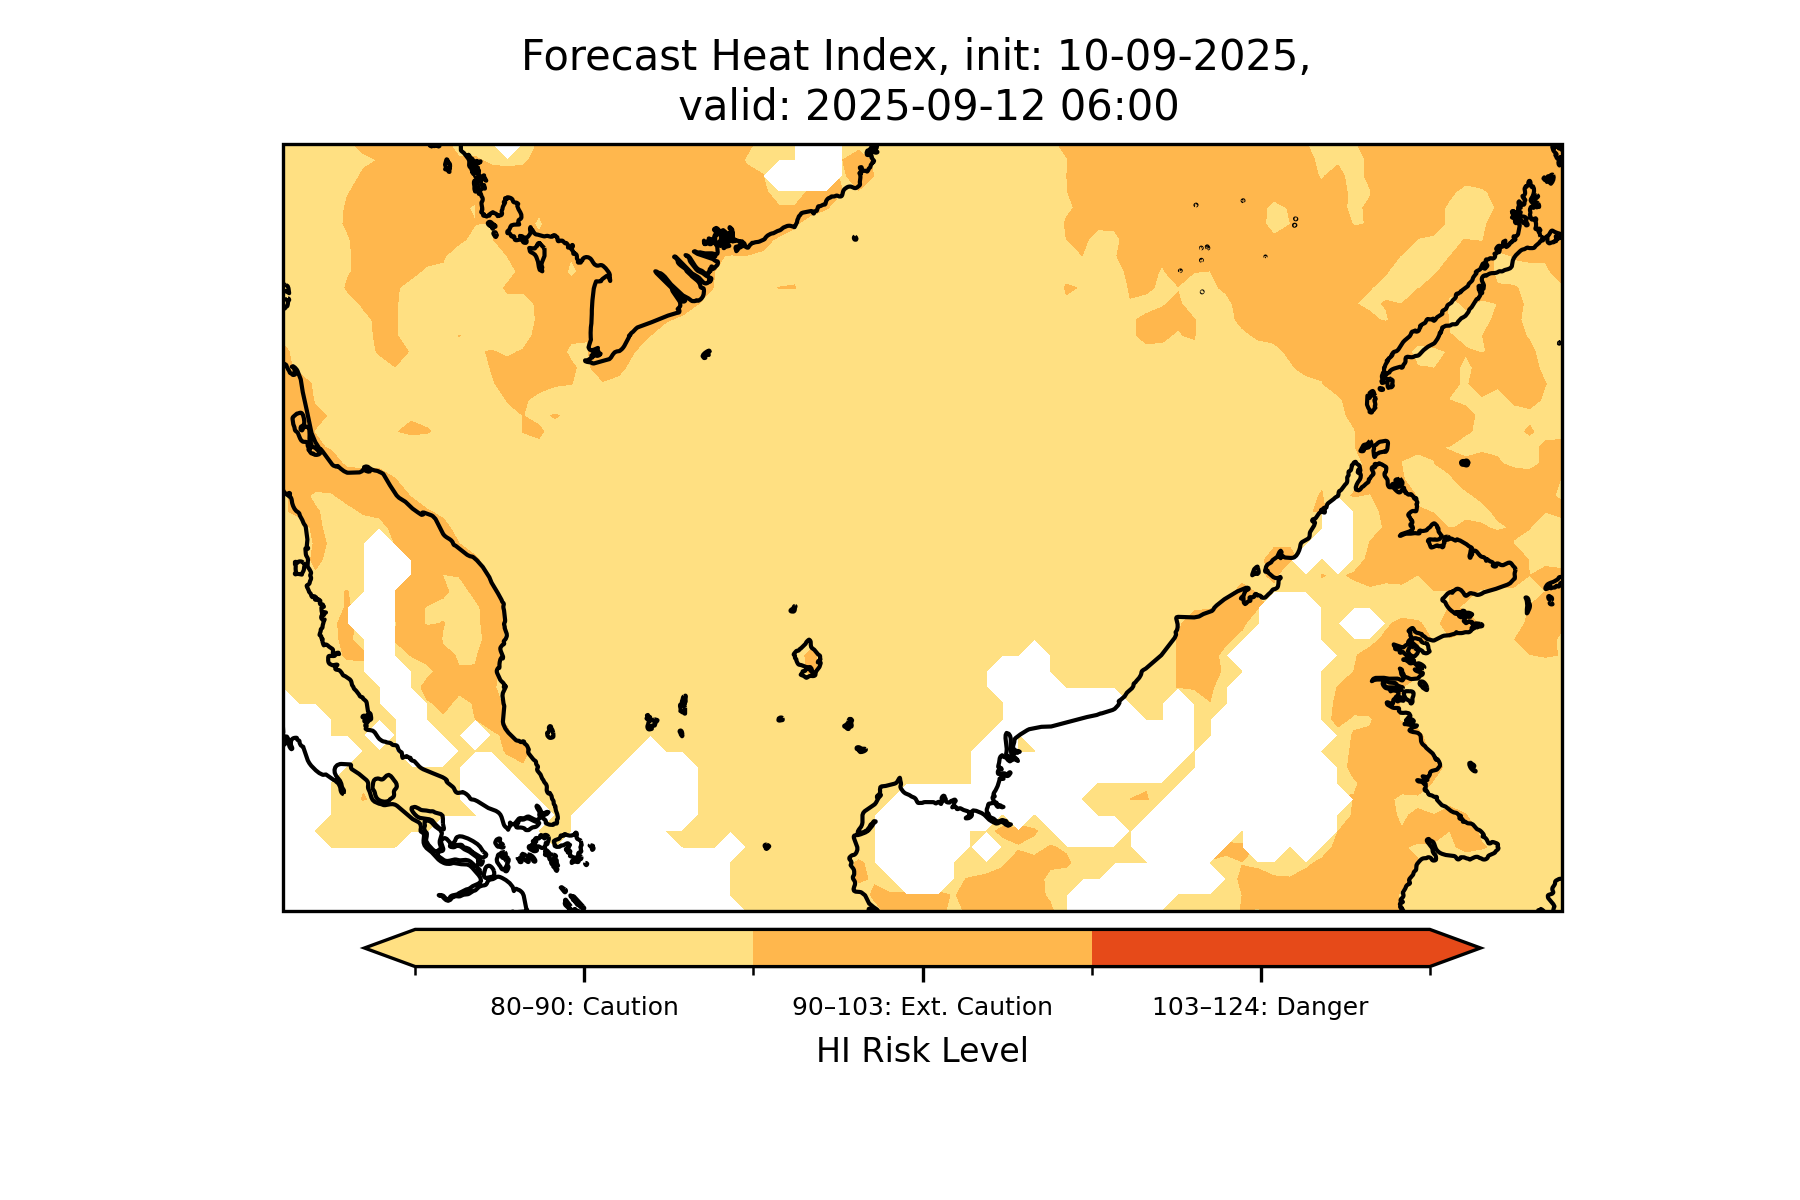 Forecast Heat Index, init: 10-09-2025,
valid: 2025-09-12 06:00
80–90: Caution
90–103: Ext. Caution
103–124: Danger
HI Risk Level